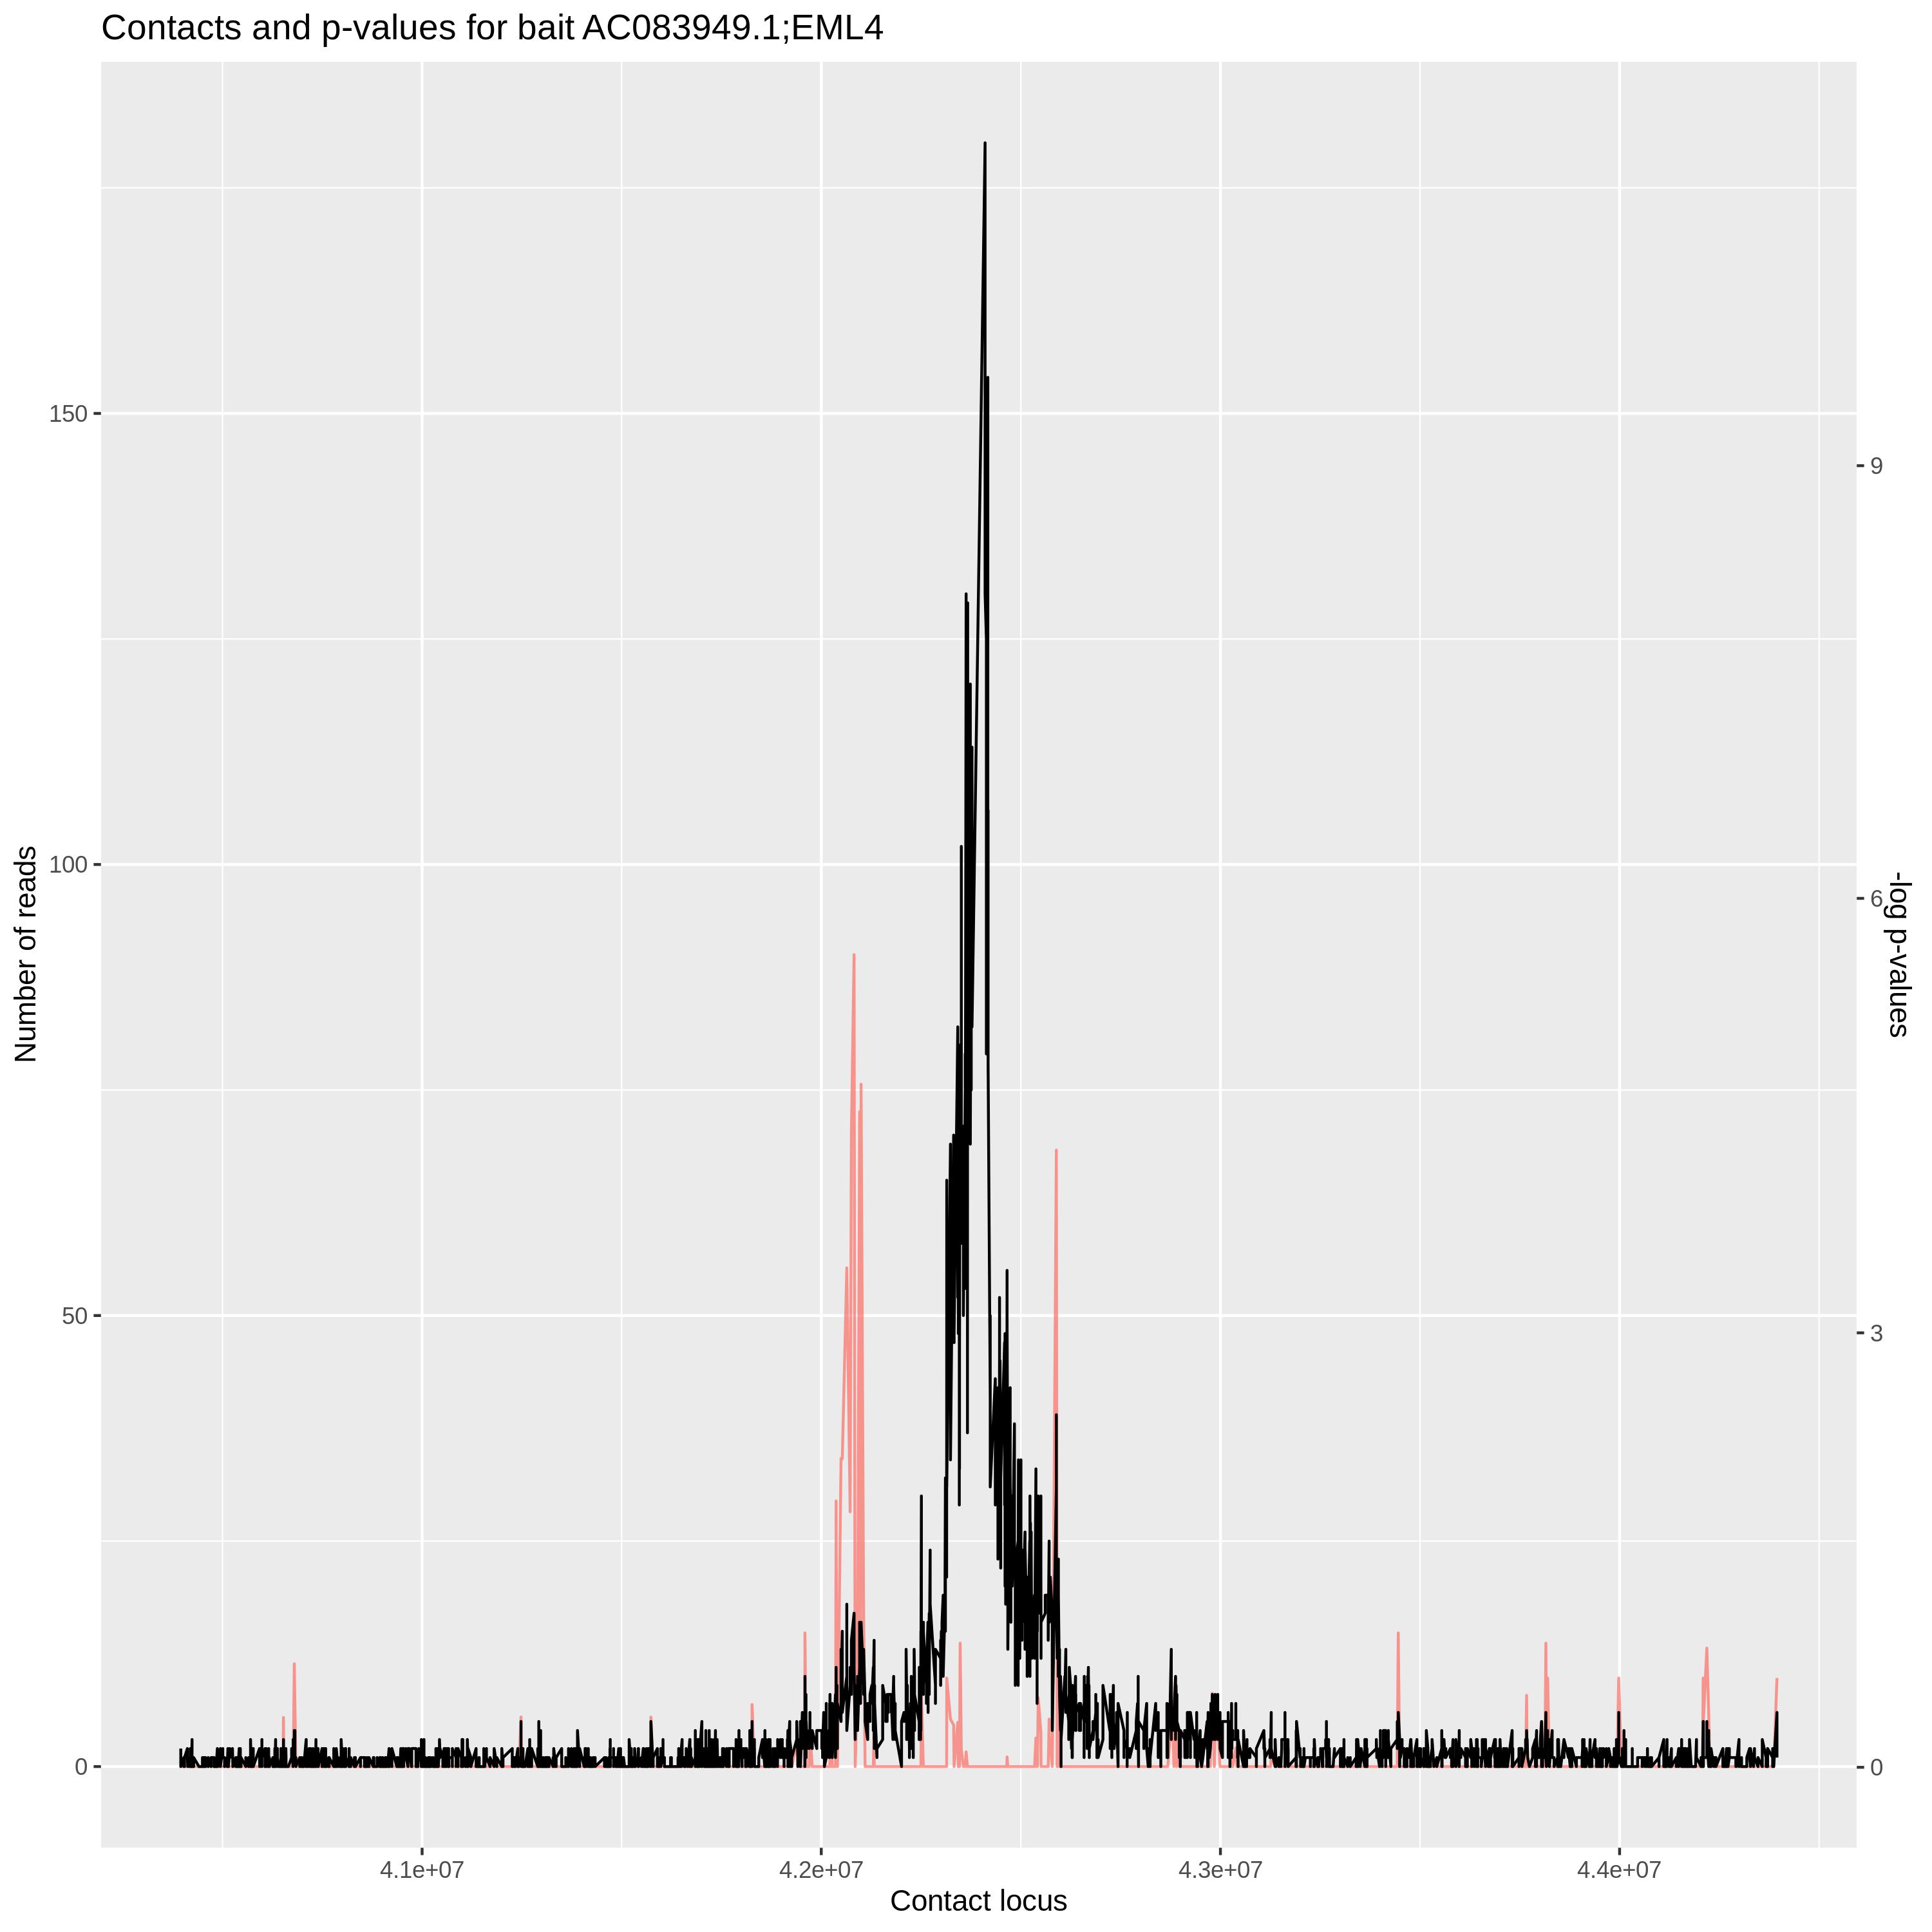 Contacts and p-values for bait AC083949.1;EML4
Number of reads
150
100
50
0
9
6
3
0
-log p-values
4.1e+07
4.2e+07
4.3e+07
4.4e+07
Contact locus